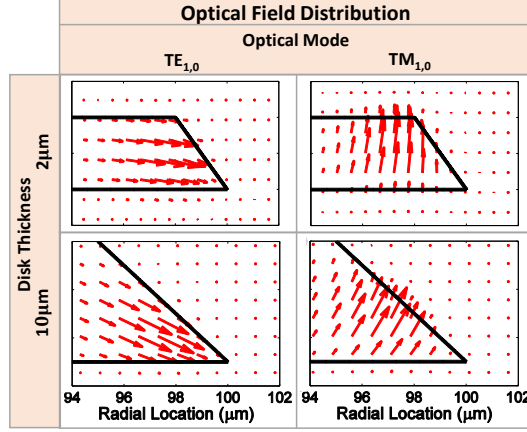 Optical Field Distribution
Optical Mode
TE1,0 TM1,0
Disk Thickness
2μm
10μm
94 96 98 100 102 94 96 98 100 102
Radial Location (μm) Radial Location (μm)